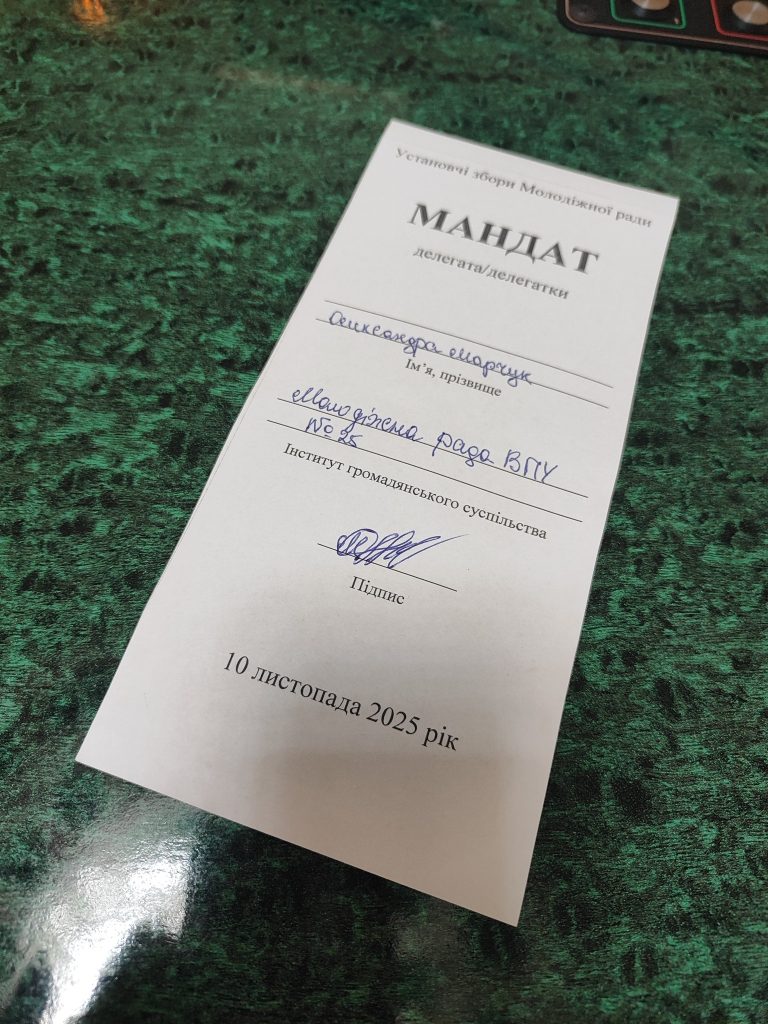 Установчі збори Молодіжної ради
МАНДАТ
делегата/делегатки
Олександра Марчук
Ім’я, прізвище
Молодіжна рада ВПУ
№ 25
Інститут громадянського суспільства
Підпис
10 листопада 2025 рік